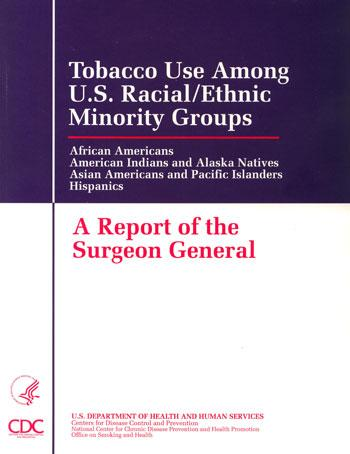 Tobacco Use Among
U.S. Racial/Ethnic
Minority Groups
African Americans
American Indians and Alaska Natives
Asian Americans and Pacific Islanders
Hispanics
A Report of the
Surgeon General
CDC
U.S. DEPARTMENT OF HEALTH AND HUMAN SERVICES
Centers for Disease Control and Prevention
National Center for Chronic Disease Prevention and Health Promotion
Office on Smoking and Health